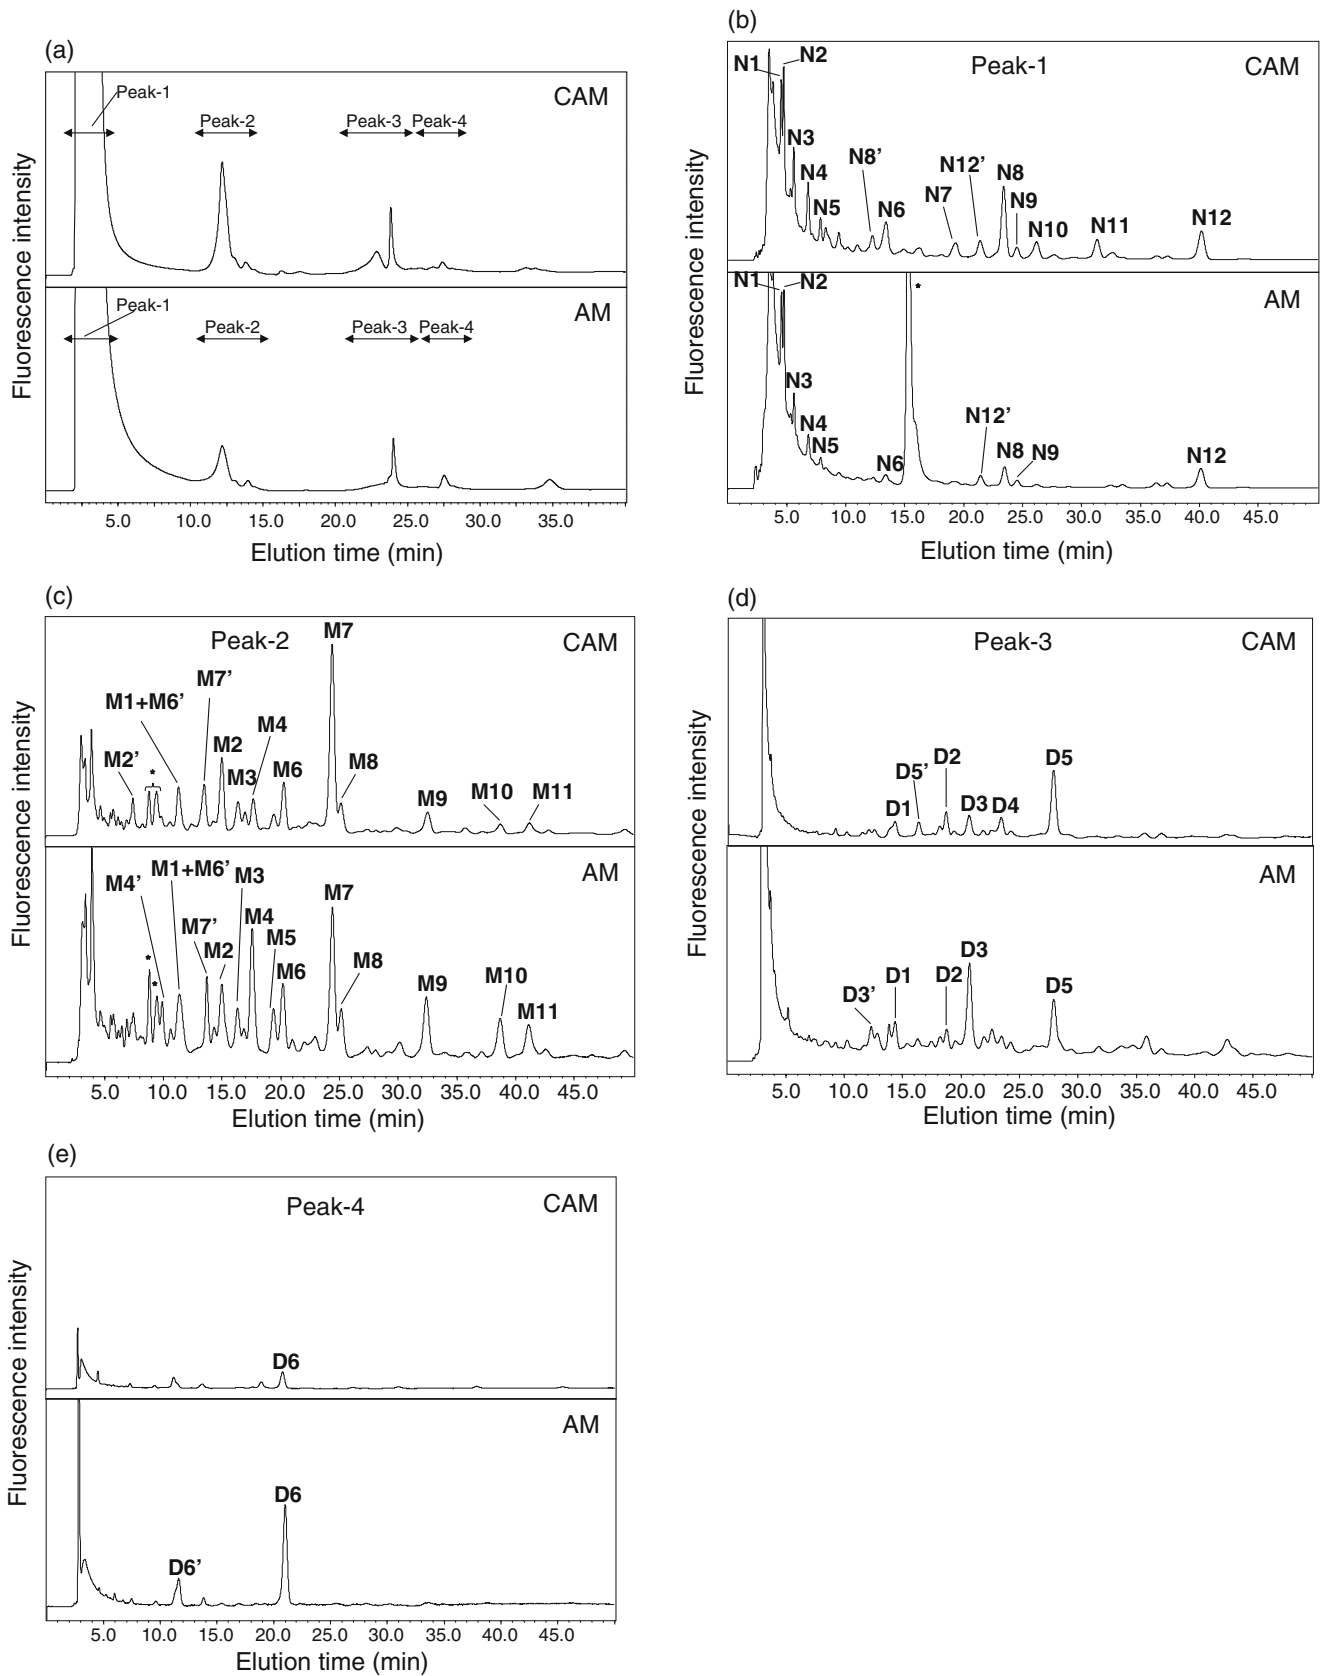 (a)
CAM
Peak-1
Peak-2
Peak-3
Peak-4
AM
Peak-1
Peak-2
Peak-3
Peak-4
Fluorescence intensity
5.0 10.0 15.0 20.0 25.0 30.0 35.0
Elution time (min)
(b)
Peak-1
CAM
N1
N2
N3
N4
N5
N8’
N6
N7
N12’
N8
N9
N10
N11
N12
AM
N1
N2
*
N3
N4
N5
N6
N12’
N8
N9
N12
Fluorescence intensity
5.0 10.0 15.0 20.0 25.0 30.0 35.0 40.0 45.0
Elution time (min)
(c)
Peak-2
CAM
M2’
*
M1+M6’
M7’
M2
M3
M4
M6
M7
M8
M9
M10
M11
AM
M4’
*
*
M1+M6’
M7’
M2
M3
M4
M5
M6
M7
M8
M9
M10
M11
Fluorescence intensity
5.0 10.0 15.0 20.0 25.0 30.0 35.0 40.0 45.0
Elution time (min)
(d)
Peak-3
CAM
D1
D5’
D2
D3
D4
D5
AM
D3’
D1
D2
D3
D5
Fluorescence intensity
5.0 10.0 15.0 20.0 25.0 30.0 35.0 40.0 45.0
Elution time (min)
(e)
Peak-4
CAM
D6
AM
D6’
D6
Fluorescence intensity
5.0 10.0 15.0 20.0 25.0 30.0 35.0 40.0 45.0
Elution time (min)